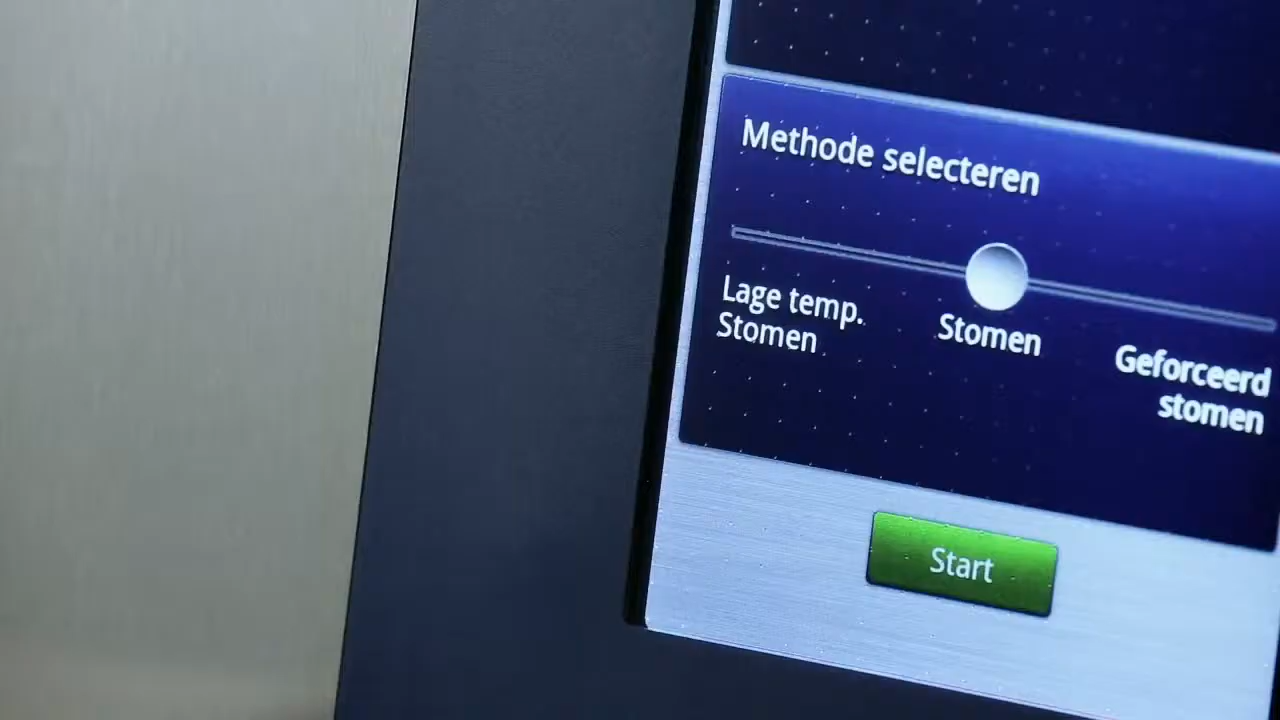 Methode selecteren
Lage temp.
Stomen
Stomen
Geforceerd
stomen
Start